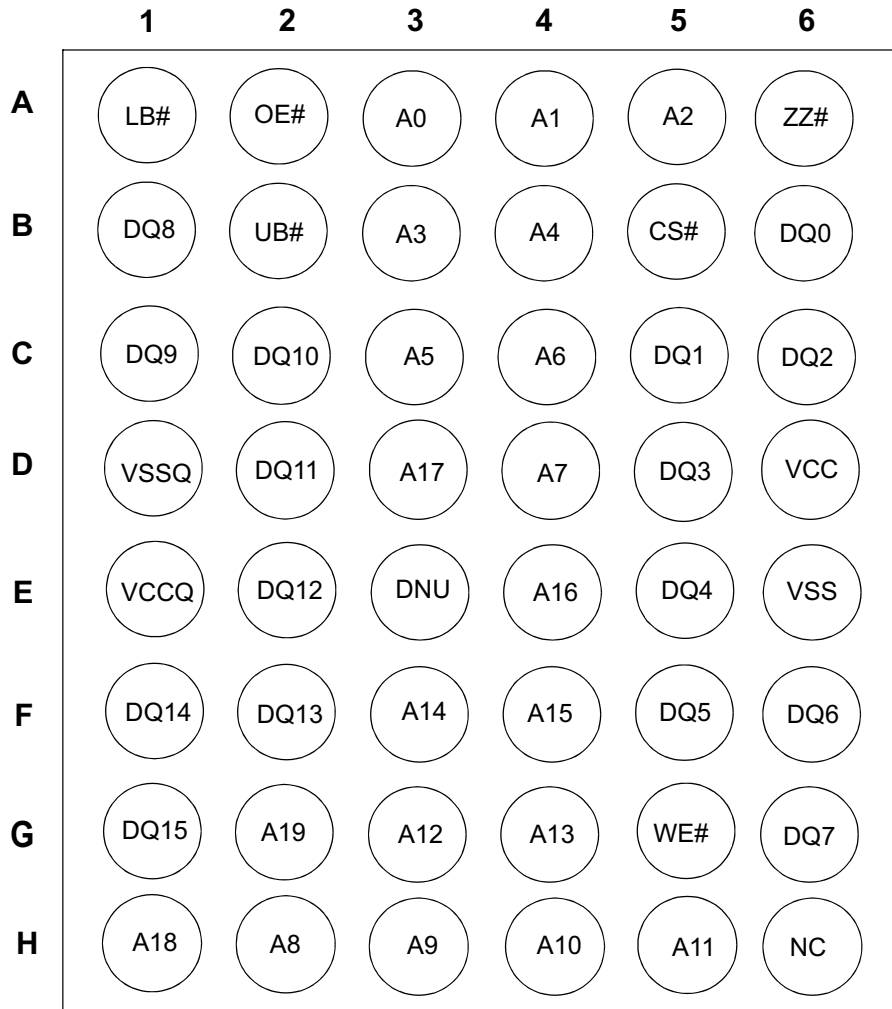 1 2 3 4 5 6
A LB# OE# A0 A1 A2 ZZ#
B DQ8 UB# A3 A4 CS# DQ0
C DQ9 DQ10 A5 A6 DQ1 DQ2
D VSSQ DQ11 A17 A7 DQ3 VCC
E VCCQ DQ12 DNU A16 DQ4 VSS
F DQ14 DQ13 A14 A15 DQ5 DQ6
G DQ15 A19 A12 A13 WE# DQ7
H A18 A8 A9 A10 A11 NC